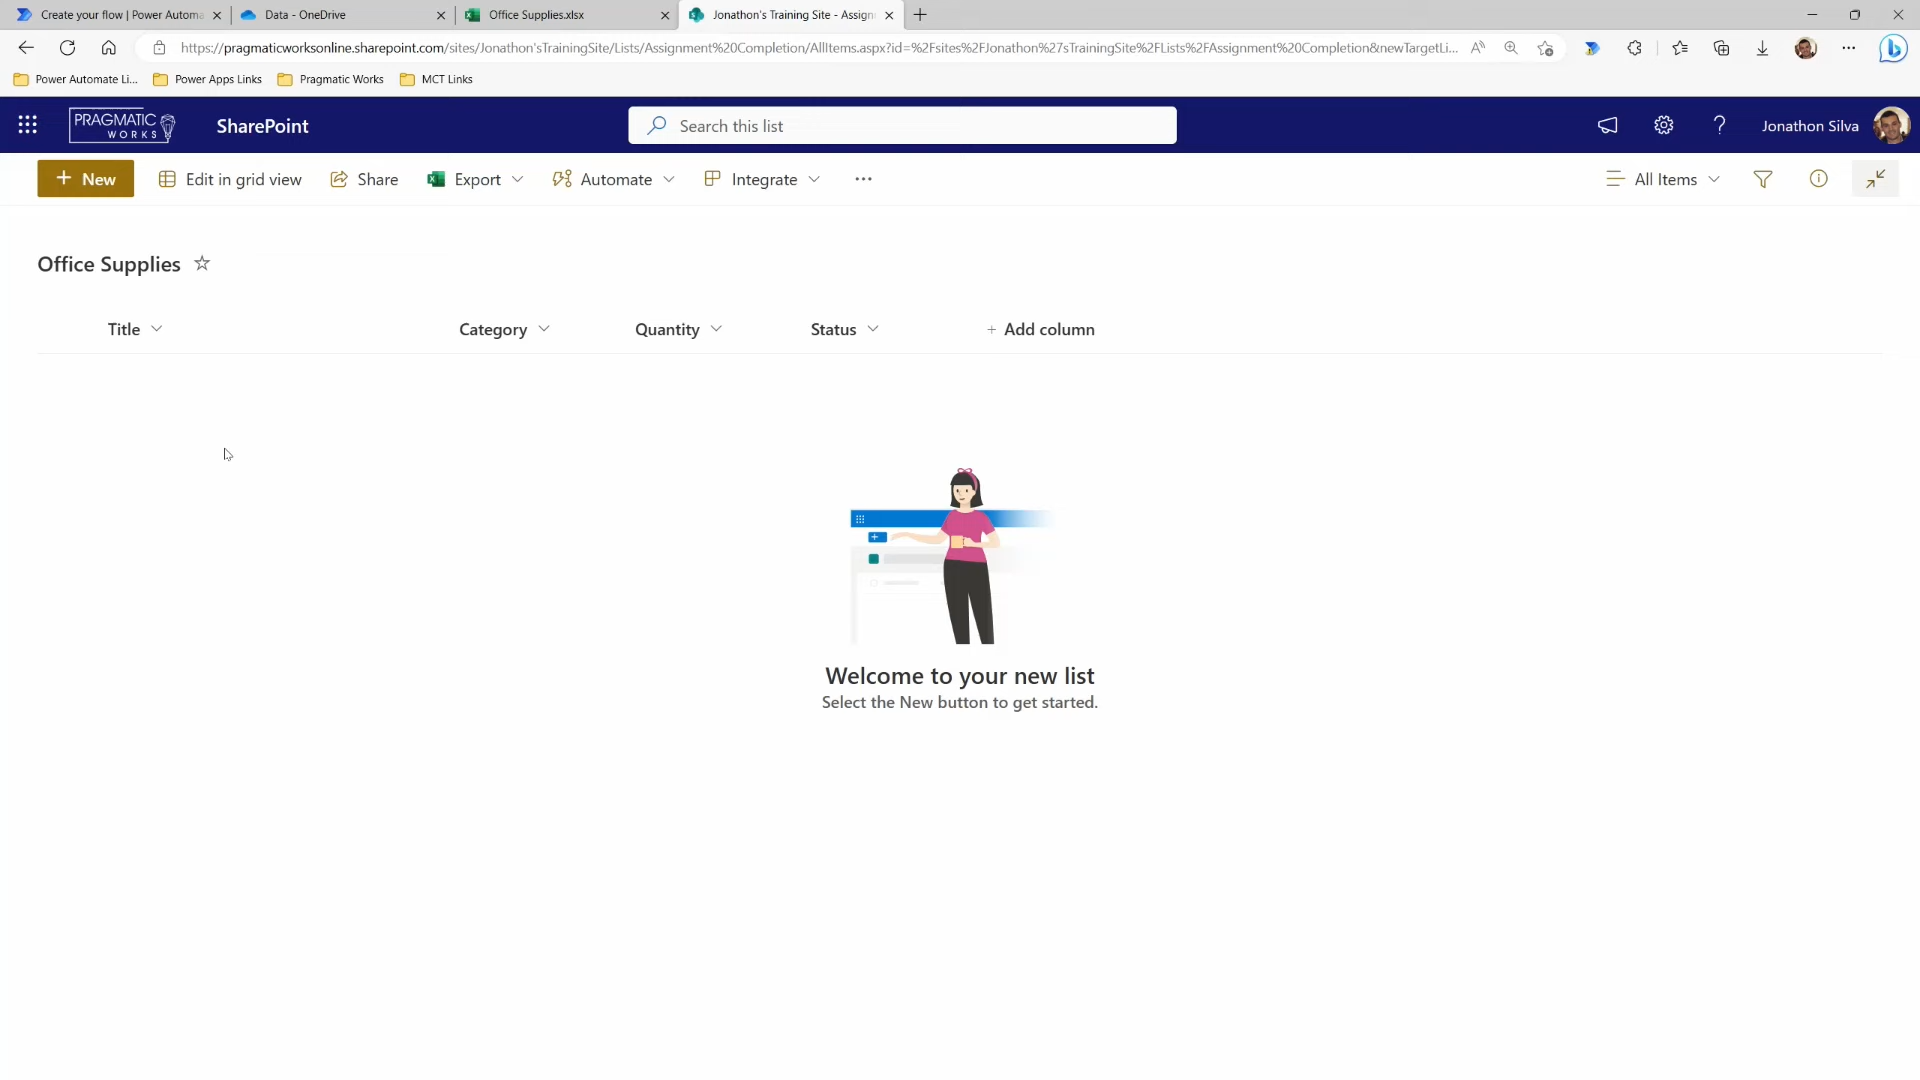 Create your flow | Power Automa
Data - OneDrive
Office Supplies.xlsx
Jonathon's Training Site - Assign
https://pragmaticworksonline.sharepoint.com/sites/Jonathon'sTrainingSite/Lists/Assignment%20Completion/AllItems.aspx?id=%2Fsites%2FJonathon%27sTrainingSite%2FLists%2FAssignment%20Completion&newTargetLi...
Power Automate Li...
Power Apps Links
Pragmatic Works
MCT Links
PRAGMATIC
WORKS
SharePoint
Search this list
Jonathon Silva
New
Edit in grid view
Share
Export
Automate
Integrate
All Items
Office Supplies
Title
Category
Quantity
Status
+ Add column
Welcome to your new list
Select the New button to get started.